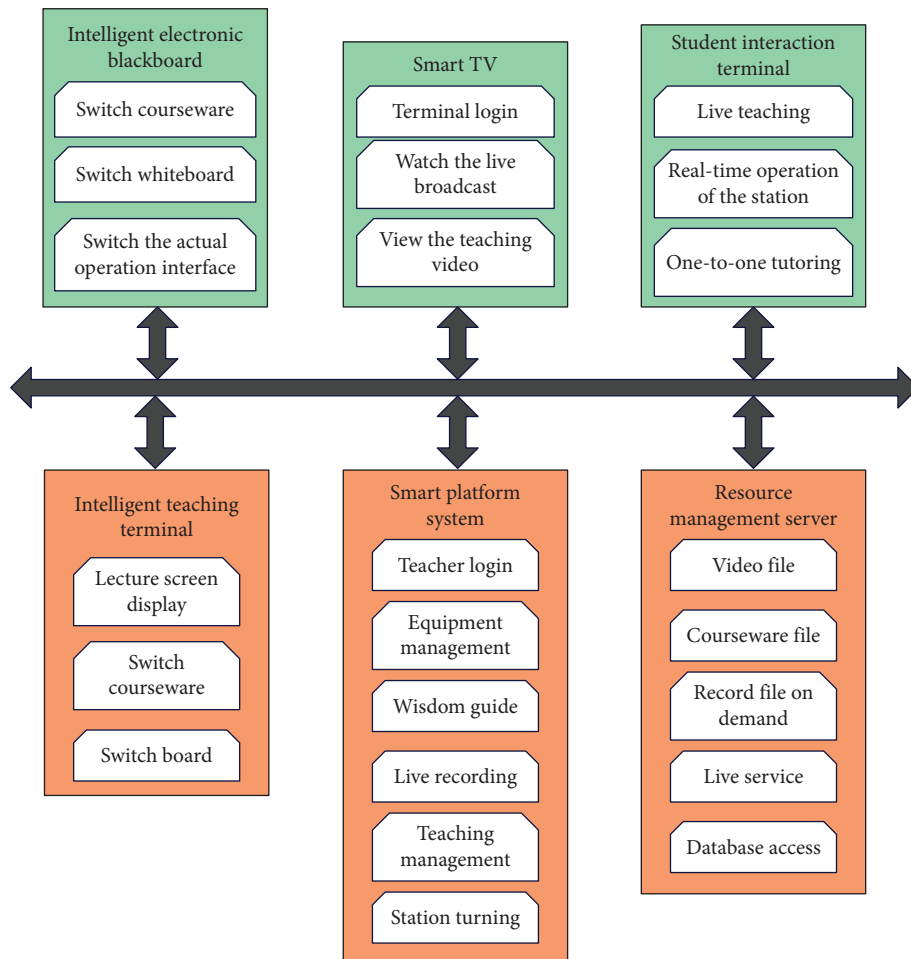 Intelligent electronic
blackboard
Switch courseware
Switch whiteboard
Switch the actual
operation interface
Smart TV
Terminal login
Watch the live
broadcast
View the teaching
video
Student interaction
terminal
Live teaching
Real-time operation
of the station
One-to-one tutoring
Intelligent teaching
terminal
Lecture screen
display
Switch
courseware
Switch board
Smart platform
system
Teacher login
Equipment
management
Wisdom guide
Live recording
Teaching
management
Station turning
Resource
management server
Video file
Courseware file
Record file on
demand
Live service
Database access